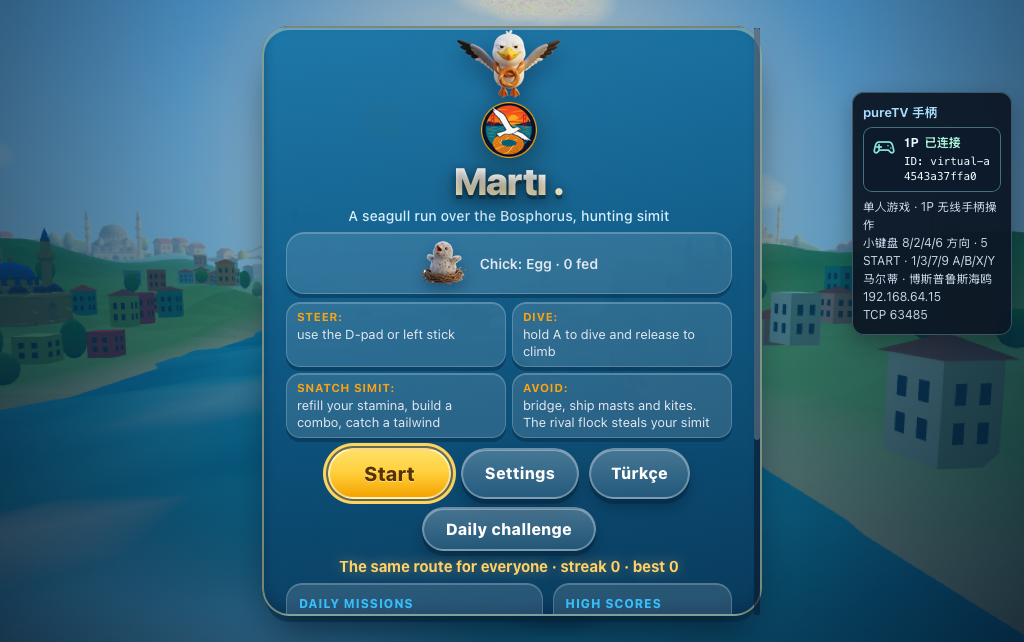 Martı .
A seagull run over the Bosphorus, hunting simit
Chick: Egg · 0 fed
STEER:
use the D-pad or left stick
DIVE:
hold A to dive and release to
climb
SNATCH SIMIT:
refill your stamina, build a
combo, catch a tailwind
AVOID:
bridge, ship masts and kites.
The rival flock steals your simit
Start
Settings
Türkçe
Daily challenge
The same route for everyone · streak 0 · best 0
DAILY MISSIONS
HIGH SCORES
pureTV 手柄
1P 已连接
ID: virtual-a
4543a37ffa0
单人游戏 · 1P 无线手柄操
作
小键盘 8/2/4/6 方向 · 5
START · 1/3/7/9 A/B/X/Y
马尔蒂 · 博斯普鲁斯海鸥
192.168.64.15
TCP 63485